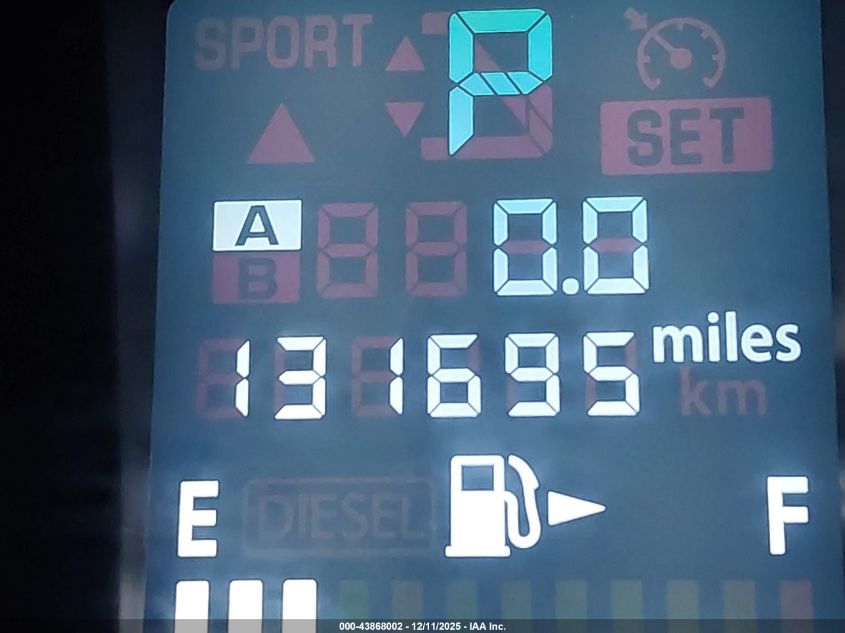 SPORT P
SET
A 0.0
B
131695 miles
km
E DIESEL F
000-43868002 - 12/11/2025 - IAA Inc.